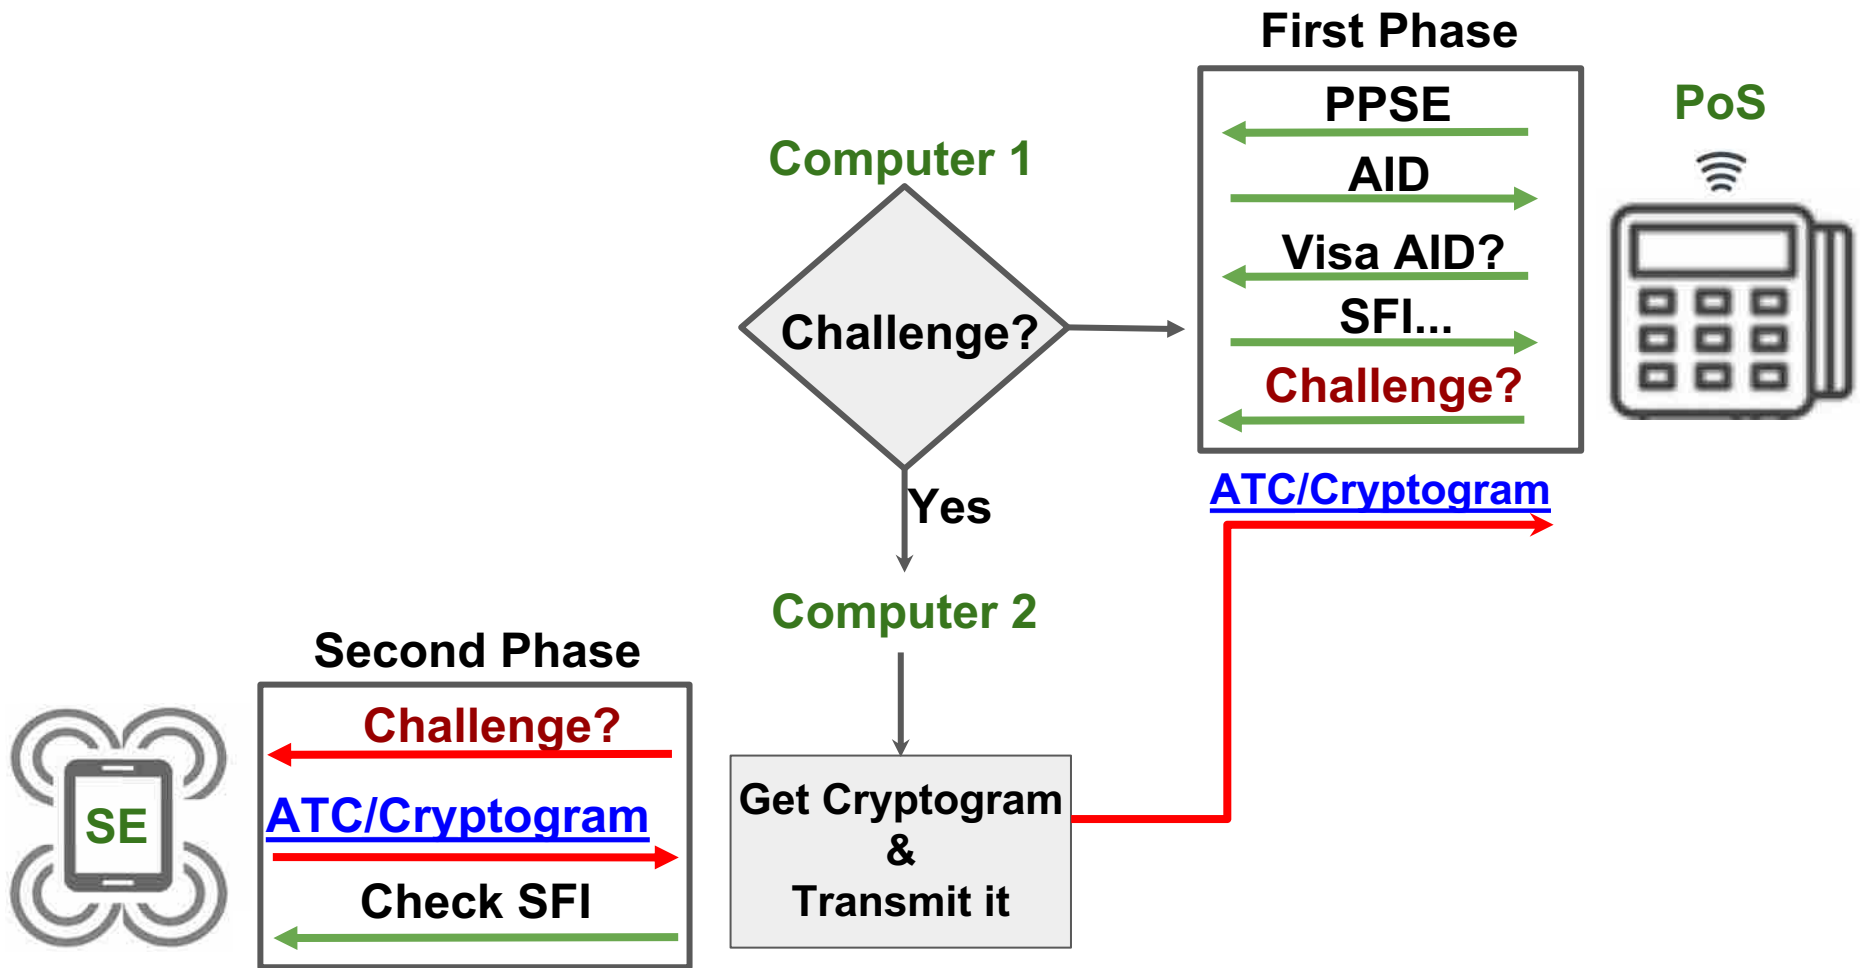 First Phase
PPSE
PoS
Computer 1
AID
Visa AID?
Challenge?
SFI...
Challenge?
Yes
ATC/Cryptogram
Computer 2
Second Phase
Challenge?
ATC/Cryptogram
SE
Check SFI
Get Cryptogram
&
Transmit it